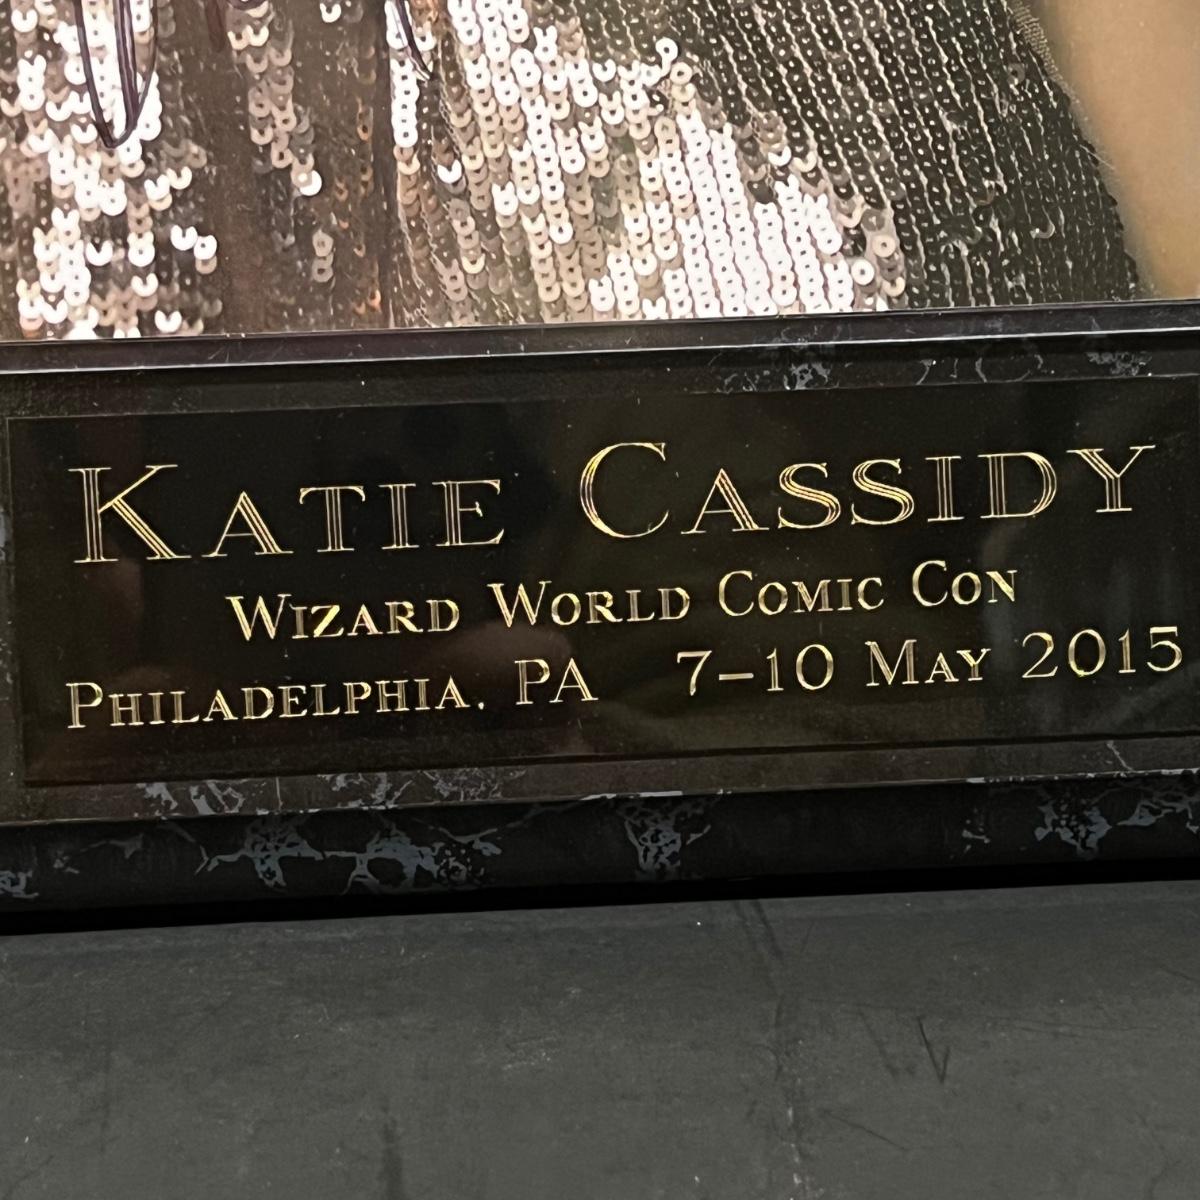 KATIE CASSIDY
WIZARD WORLD COMIC CON
PHILADELPHIA, PA 7–10 MAY 2015